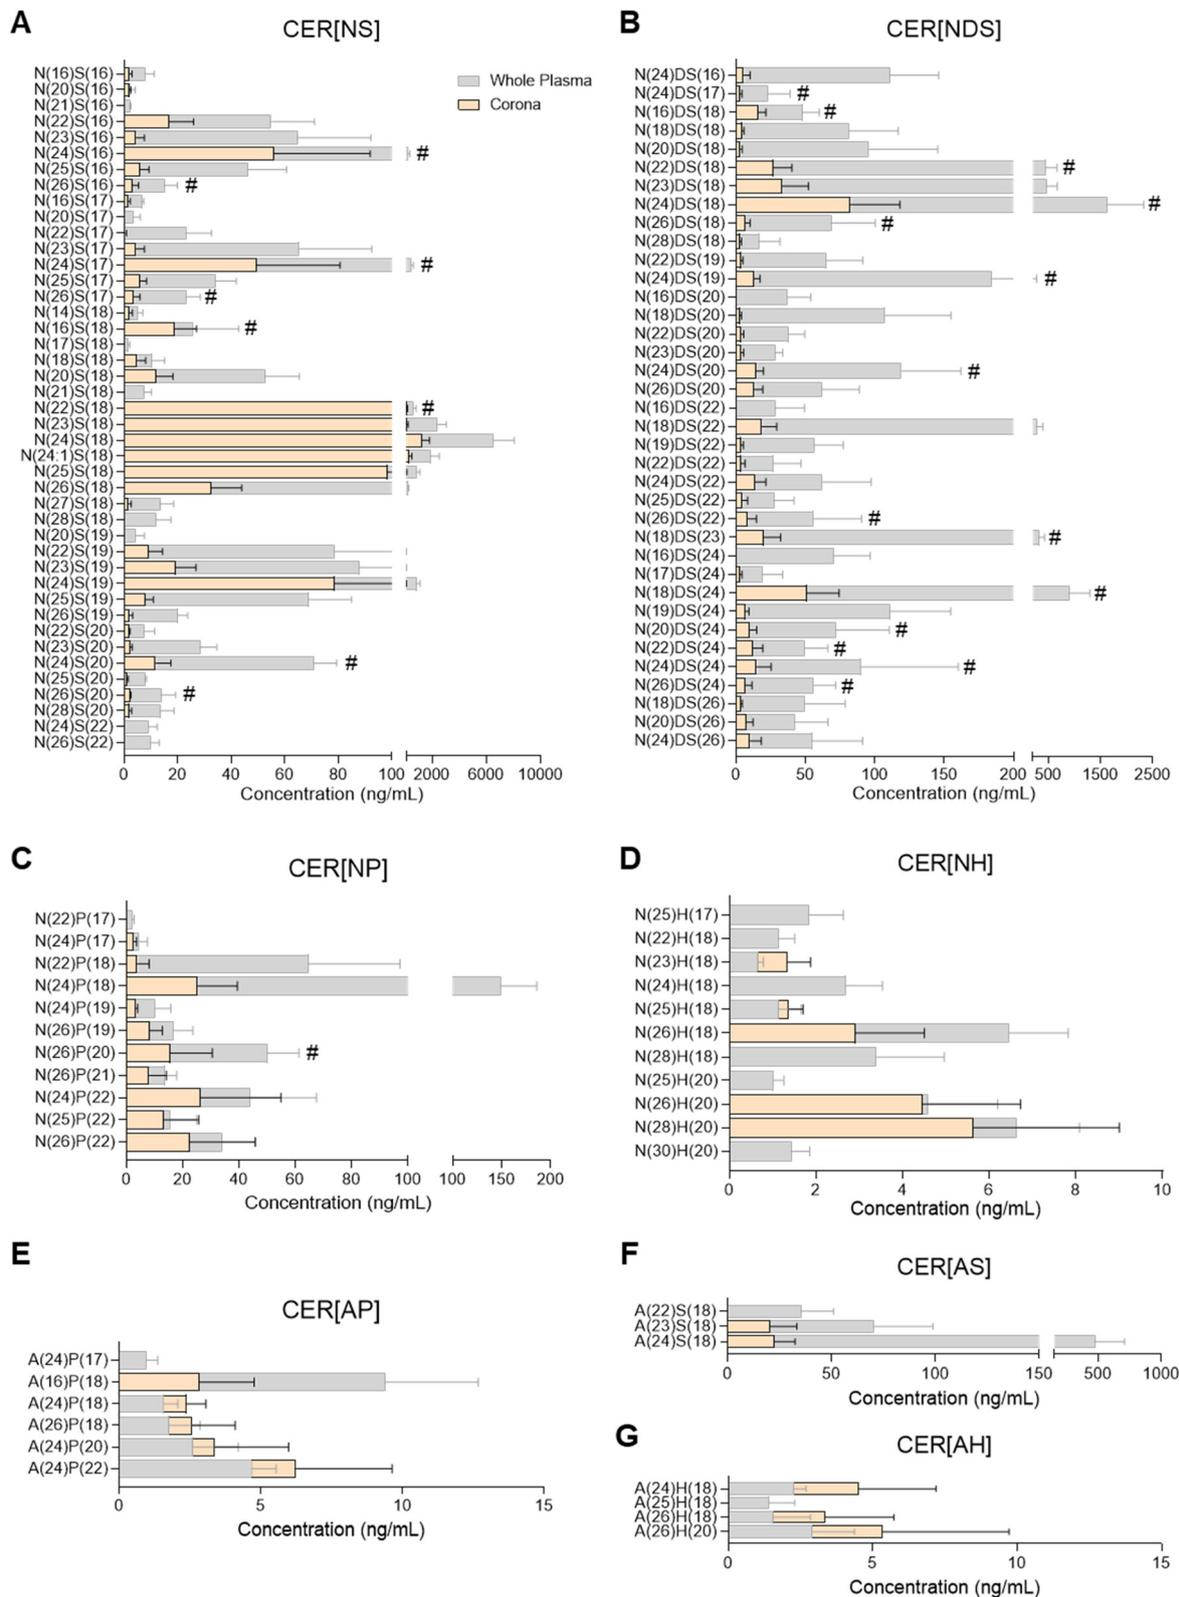 A
CER[NS]
Whole Plasma
Corona
N(16)S(16)
N(20)S(16)
N(21)S(16)
N(22)S(16)
N(23)S(16)
N(24)S(16) #
N(25)S(16)
N(26)S(16) #
N(16)S(17)
N(20)S(17)
N(22)S(17)
N(23)S(17)
N(24)S(17) #
N(25)S(17)
N(26)S(17) #
N(14)S(18)
N(16)S(18) #
N(17)S(18)
N(18)S(18)
N(20)S(18)
N(21)S(18)
N(22)S(18) #
N(23)S(18)
N(24)S(18)
N(24:1)S(18)
N(25)S(18)
N(26)S(18)
N(27)S(18)
N(28)S(18)
N(20)S(19)
N(22)S(19)
N(23)S(19)
N(24)S(19)
N(25)S(19)
N(26)S(19)
N(22)S(20)
N(23)S(20)
N(24)S(20) #
N(25)S(20)
N(26)S(20) #
N(28)S(20)
N(24)S(22)
N(26)S(22)
0 20 40 60 80 100 2000 6000 10000
Concentration (ng/mL)
B
CER[NDS]
N(24)DS(16)
N(24)DS(17) #
N(16)DS(18) #
N(18)DS(18)
N(20)DS(18)
N(22)DS(18) #
N(23)DS(18)
N(24)DS(18) #
N(26)DS(18) #
N(28)DS(18)
N(22)DS(19)
N(24)DS(19) #
N(16)DS(20)
N(18)DS(20)
N(22)DS(20)
N(23)DS(20)
N(24)DS(20) #
N(26)DS(20)
N(16)DS(22)
N(18)DS(22)
N(19)DS(22)
N(22)DS(22)
N(24)DS(22)
N(25)DS(22)
N(26)DS(22) #
N(18)DS(23) #
N(16)DS(24)
N(17)DS(24)
N(18)DS(24) #
N(19)DS(24)
N(20)DS(24) #
N(22)DS(24) #
N(24)DS(24) #
N(26)DS(24) #
N(18)DS(26)
N(20)DS(26)
N(24)DS(26)
0 50 100 150 200 500 1500 2500
Concentration (ng/mL)
C
CER[NP]
N(22)P(17)
N(24)P(17)
N(22)P(18)
N(24)P(18)
N(24)P(19)
N(26)P(19)
N(26)P(20) #
N(26)P(21)
N(24)P(22)
N(25)P(22)
N(26)P(22)
0 20 40 60 80 100 100 150 200
Concentration (ng/mL)
D
CER[NH]
N(25)H(17)
N(22)H(18)
N(23)H(18)
N(24)H(18)
N(25)H(18)
N(26)H(18)
N(28)H(18)
N(25)H(20)
N(26)H(20)
N(28)H(20)
N(30)H(20)
0 2 4 6 8 10
Concentration (ng/mL)
E
CER[AP]
A(24)P(17)
A(16)P(18)
A(24)P(18)
A(26)P(18)
A(24)P(20)
A(24)P(22)
0 5 10 15
Concentration (ng/mL)
F
CER[AS]
A(22)S(18)
A(23)S(18)
A(24)S(18)
0 50 100 150 500 1000
Concentration (ng/mL)
G
CER[AH]
A(24)H(18)
A(25)H(18)
A(26)H(18)
A(26)H(20)
0 5 10 15
Concentration (ng/mL)